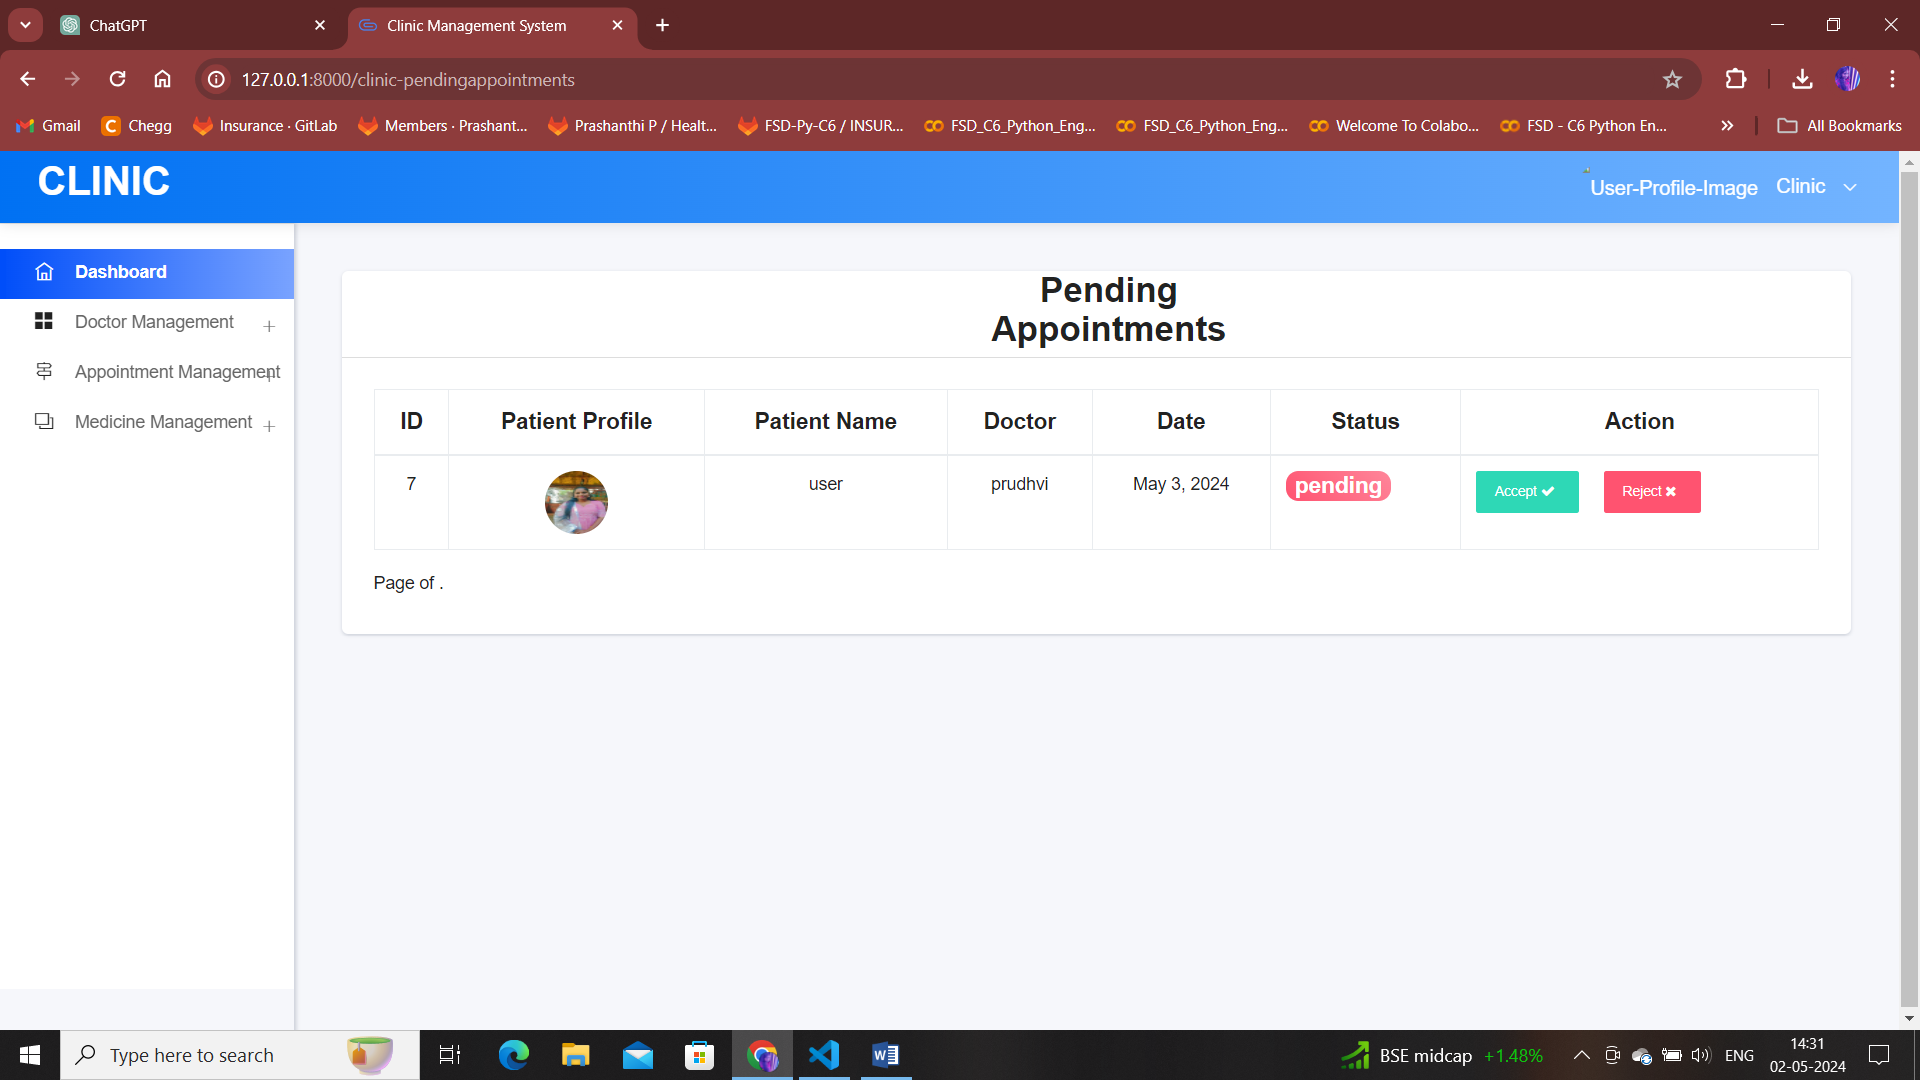 ChatGPT
Clinic Management System
127.0.0.1:8000/clinic-pendingappointments
Gmail
Chegg
Insurance · GitLab
Members · Prashant...
Prashanthi P / Healt...
FSD-Py-C6 / INSUR...
FSD_C6_Python_Eng...
FSD_C6_Python_Eng...
Welcome To Colabo...
FSD - C6 Python En...
All Bookmarks
CLINIC
User-Profile-Image
Clinic
Dashboard
Doctor Management
Appointment Management
Medicine Management
Pending
Appointments
ID Patient Profile Patient Name Doctor Date Status Action
7 user prudhvi May 3, 2024 pending Accept Reject
Page of .
Type here to search
BSE midcap +1.48%
ENG
14:31
02-05-2024